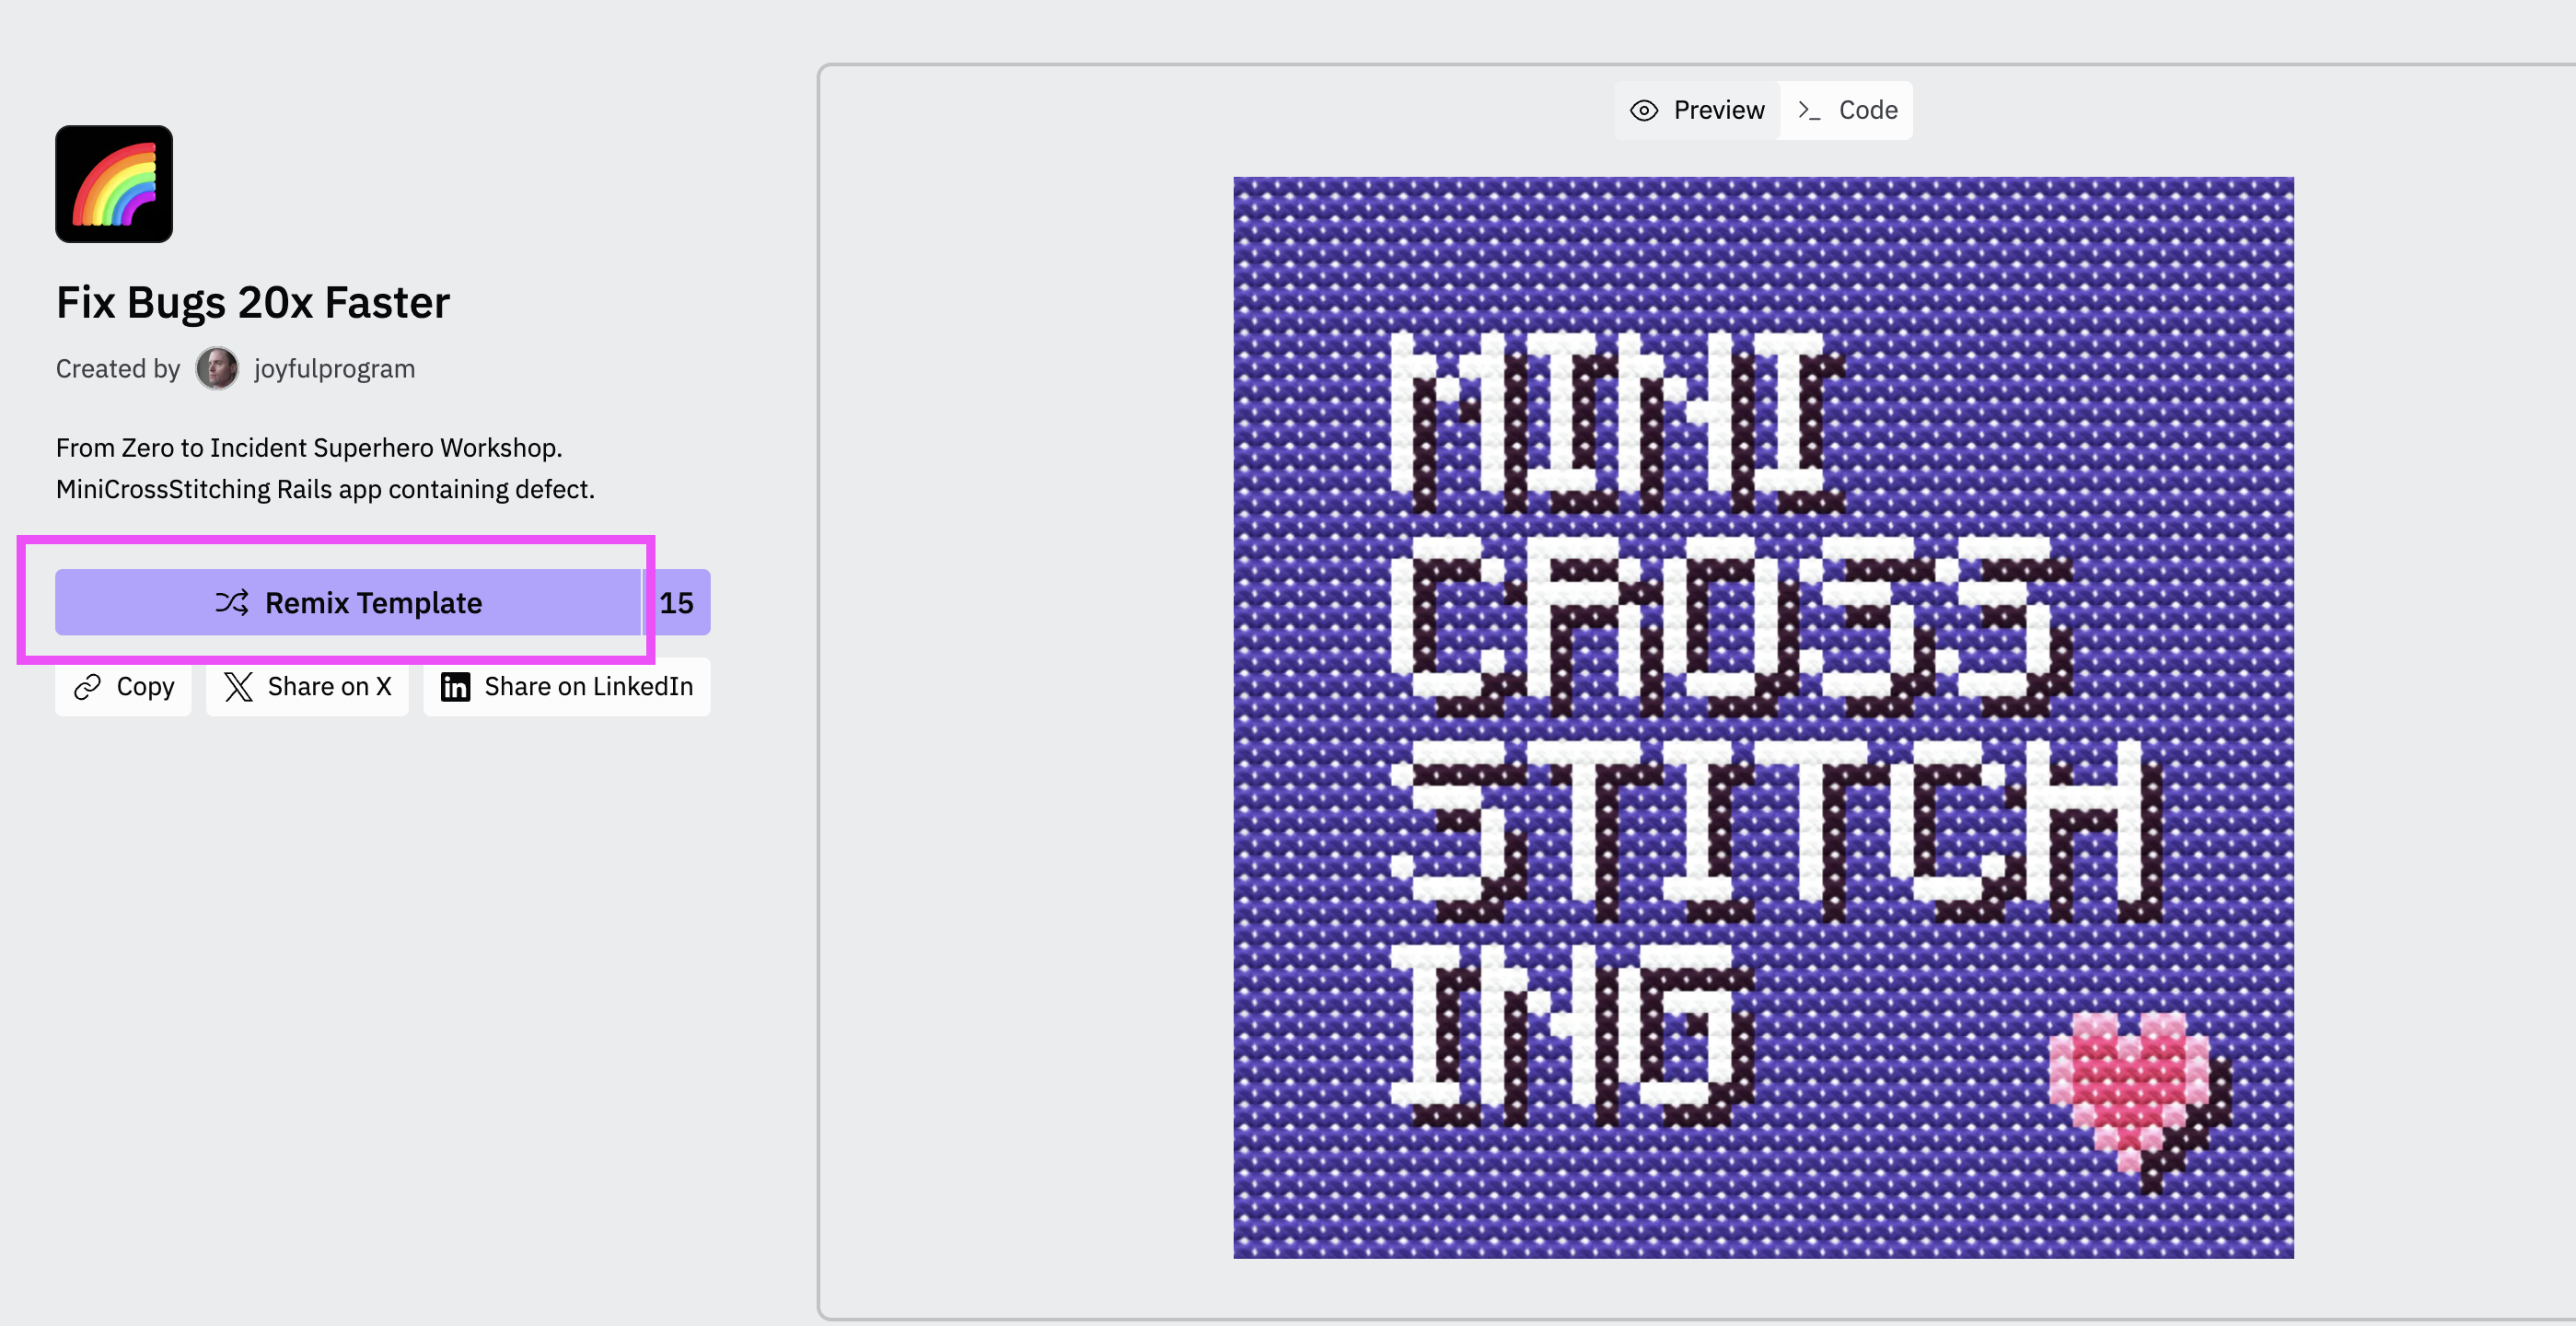 Preview
Code
Fix Bugs 20x Faster
Created by joyfulprogram
From Zero to Incident Superhero Workshop.
MiniCrossStitching Rails app containing defect.
Remix Template
15
Copy
Share on X
Share on LinkedIn
MINI
CROSS
STITCH
ING